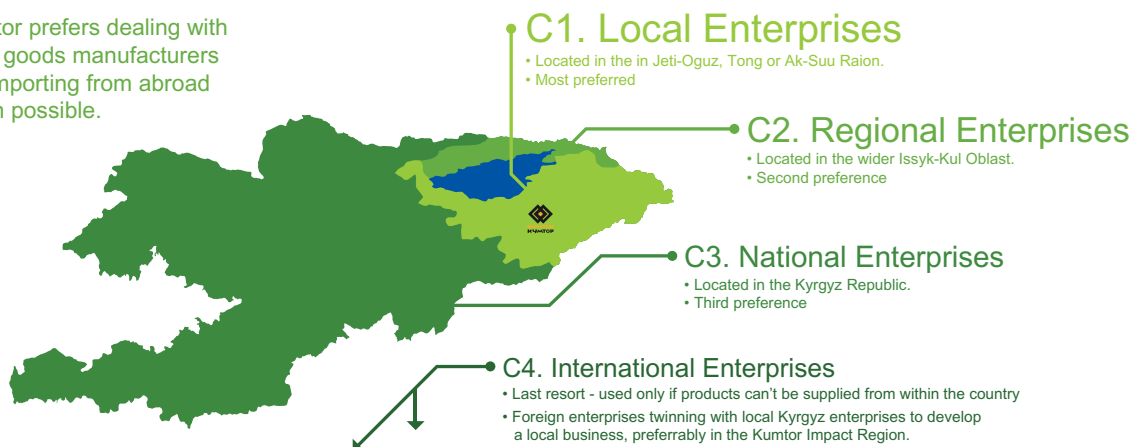 tor prefers dealing with
goods manufacturers
mporting from abroad
possible.
C1. Local Enterprises
• Located in the in Jeti-Oguz, Tong or Ak-Suu Raion.
• Most preferred
C2. Regional Enterprises
• Located in the wider Issyk-Kul Oblast.
• Second preference
КУМТОР
C3. National Enterprises
• Located in the Kyrgyz Republic.
• Third preference
C4. International Enterprises
• Last resort - used only if products can’t be supplied from within the country
• Foreign enterprises twinning with local Kyrgyz enterprises to develop
a local business, preferrably in the Kumtor Impact Region.